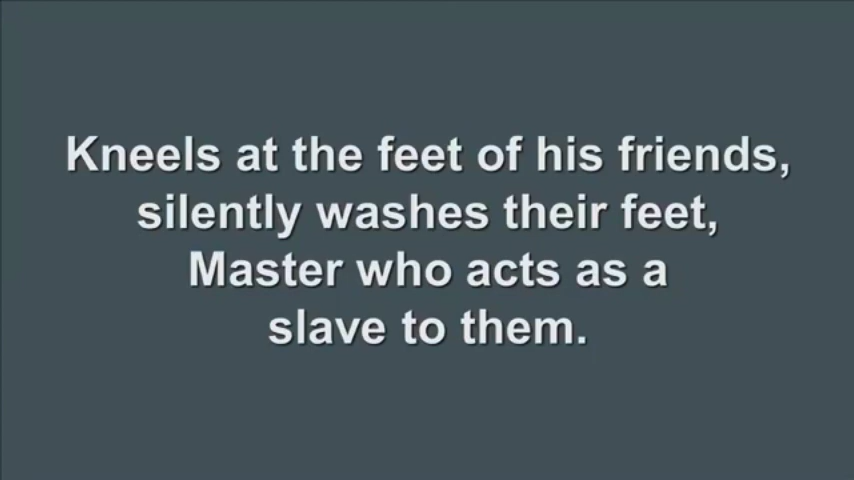 Kneels at the feet of his friends,
silently washes their feet,
Master who acts as a
slave to them.